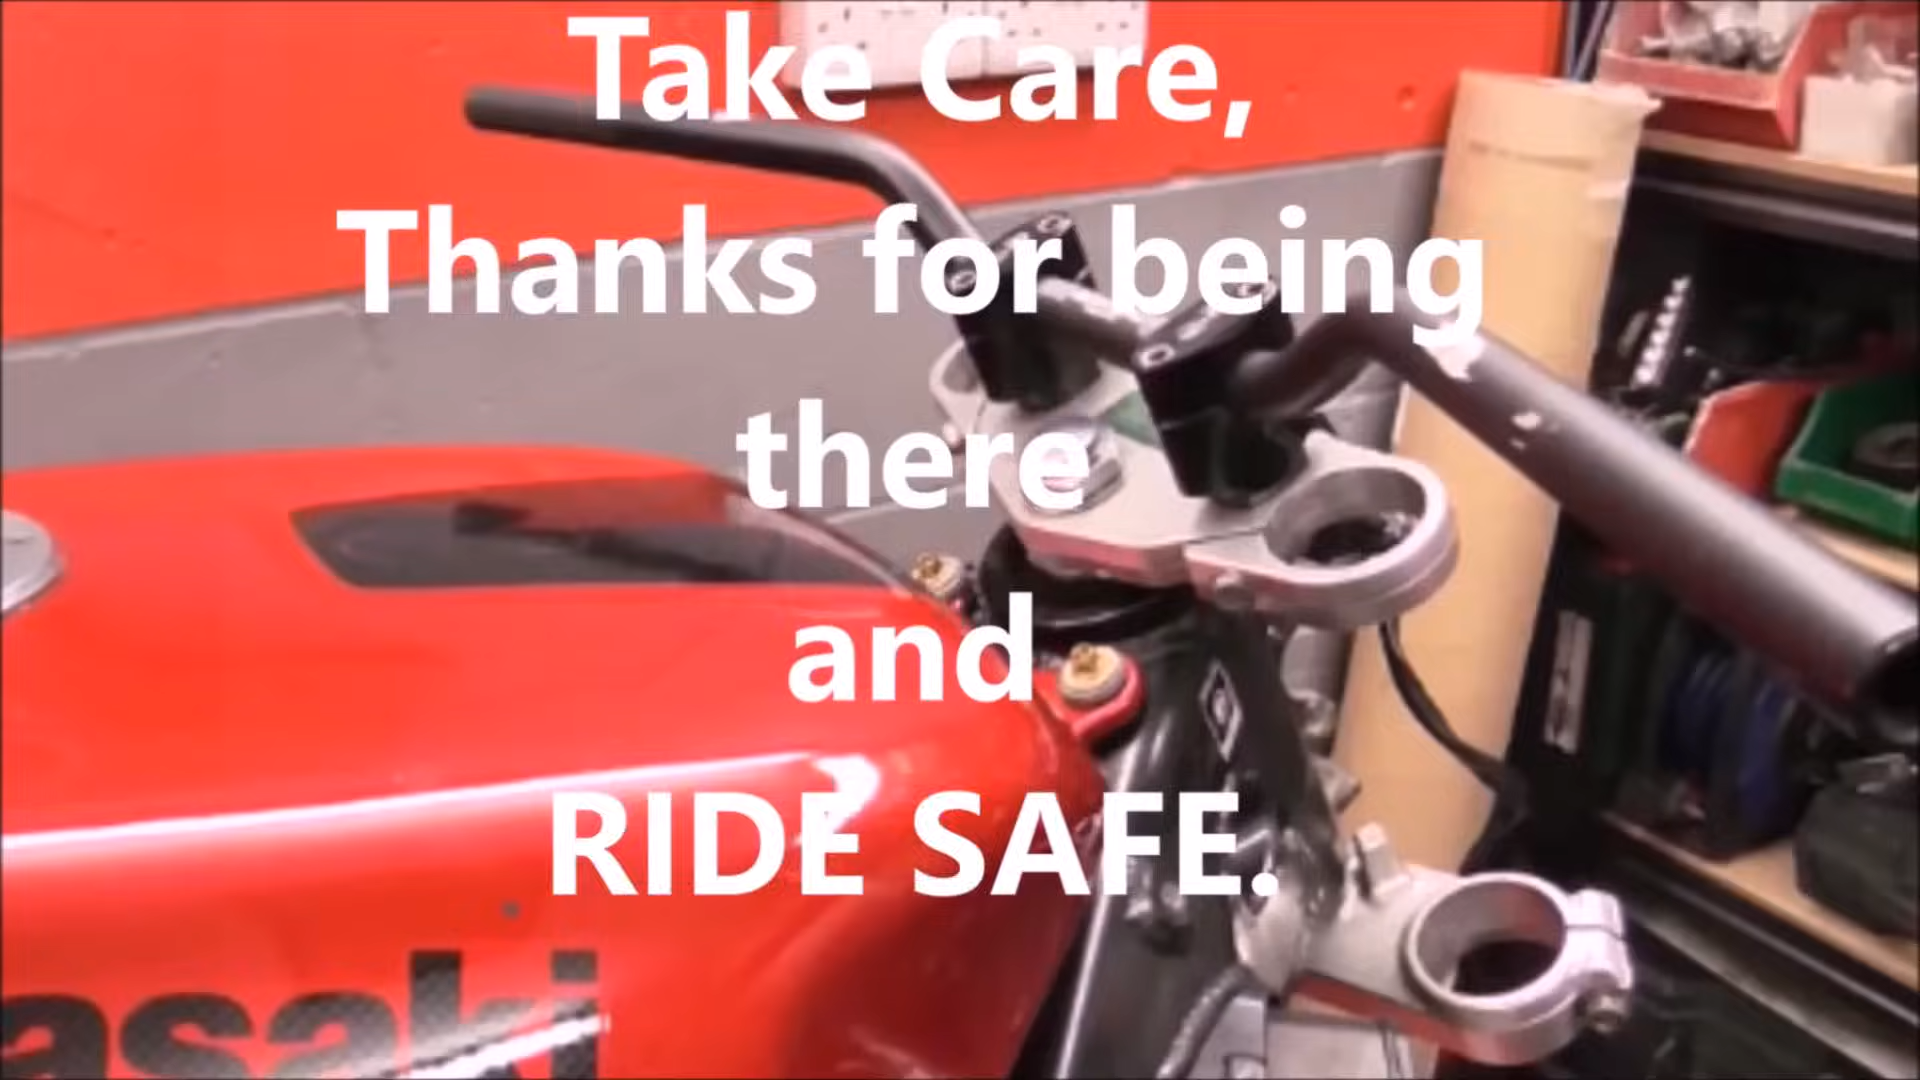 Take Care,
Thanks for being
there
and
RIDE SAFE.
asaki